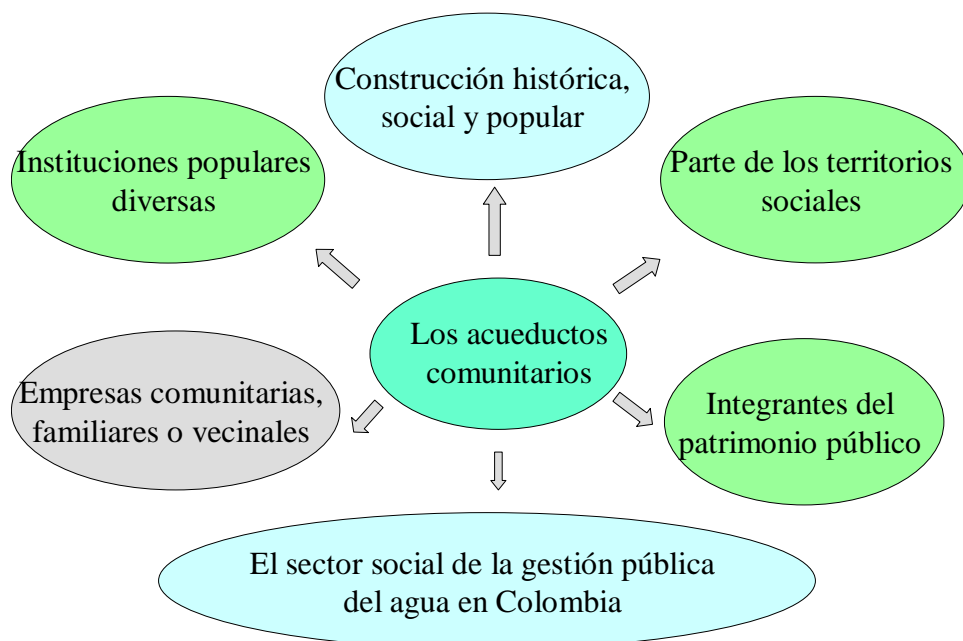 Construcción histórica,
social y popular
Instituciones populares
diversas
Parte de los territorios
sociales
Los acueductos
comunitarios
Empresas comunitarias,
familiares o vecinales
Integrantes del
patrimonio público
El sector social de la gestión pública
del agua en Colombia